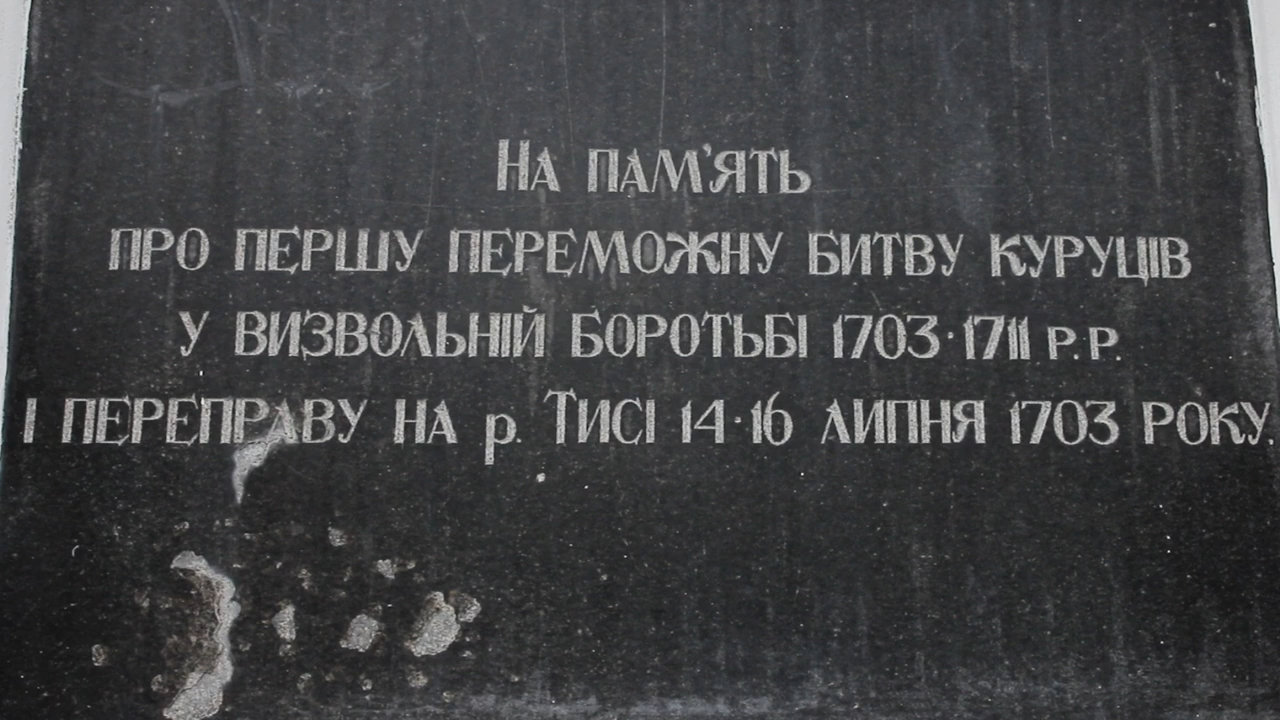 На пам'ять
про першу переможну битву куруців
у визвольній боротьбі 1703·1711 р.р.
і переправу на р. Тисі 14·16 липня 1703 року.